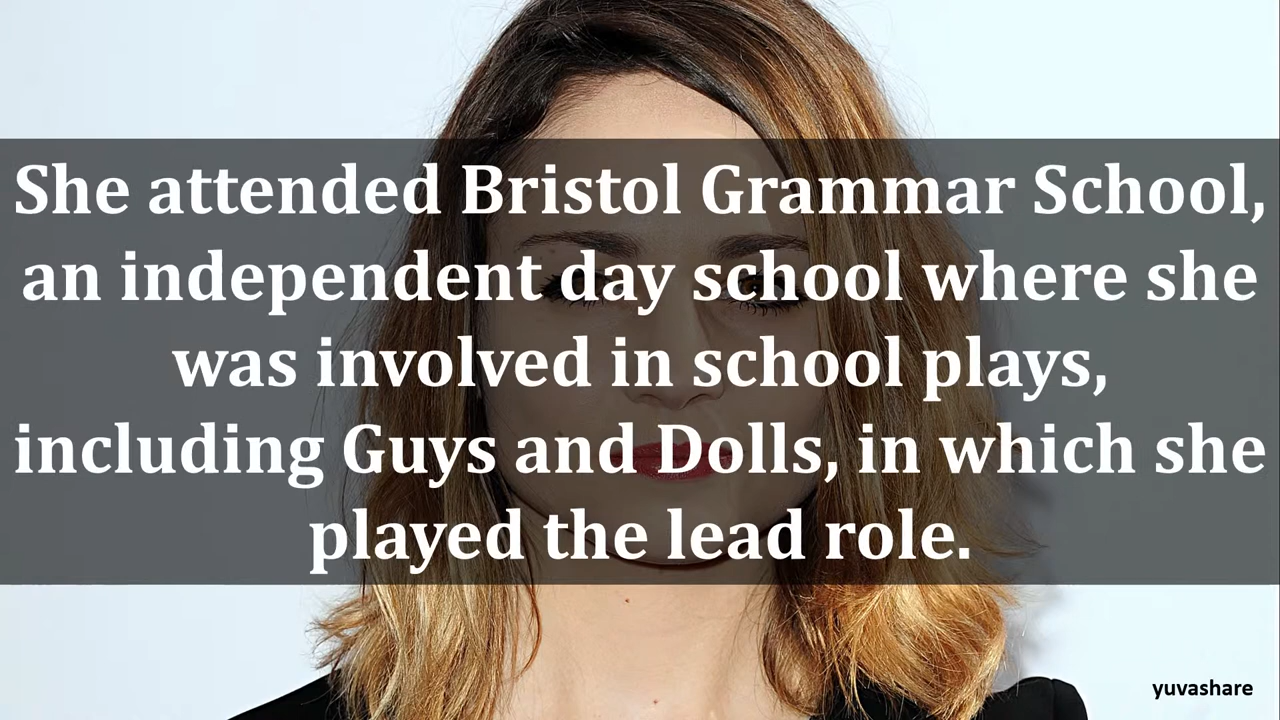 She attended Bristol Grammar School,
an independent day school where she
was involved in school plays,
including Guys and Dolls, in which she
played the lead role.
yuvashare